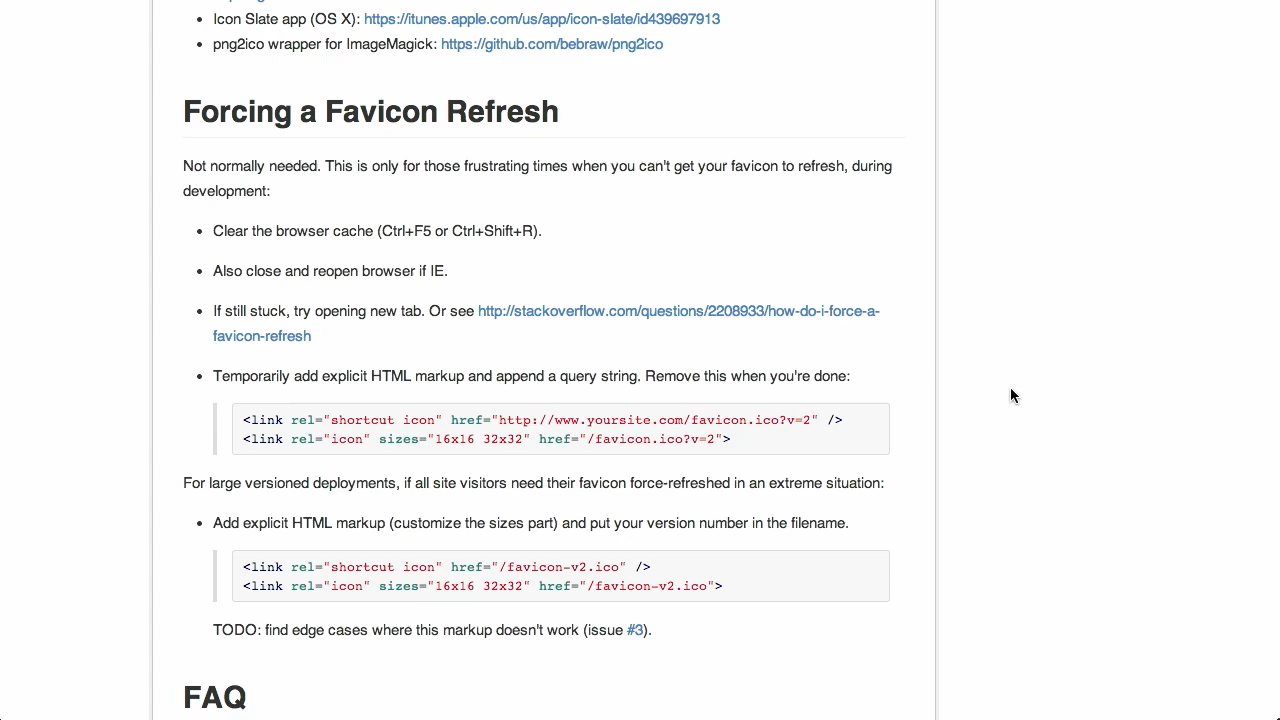 Icon Slate app (OS X): https://itunes.apple.com/us/app/icon-slate/id439697913
png2ico wrapper for ImageMagick: https://github.com/bebraw/png2ico
Forcing a Favicon Refresh
Not normally needed. This is only for those frustrating times when you can't get your favicon to refresh, during
development:
Clear the browser cache (Ctrl+F5 or Ctrl+Shift+R).
Also close and reopen browser if IE.
If still stuck, try opening new tab. Or see http://stackoverflow.com/questions/2208933/how-do-i-force-a-
favicon-refresh
Temporarily add explicit HTML markup and append a query string. Remove this when you're done:
<link rel="shortcut icon" href="http://www.yoursite.com/favicon.ico?v=2" />
<link rel="icon" sizes="16x16 32x32" href="/favicon.ico?v=2">
For large versioned deployments, if all site visitors need their favicon force-refreshed in an extreme situation:
Add explicit HTML markup (customize the sizes part) and put your version number in the filename.
<link rel="shortcut icon" href="/favicon-v2.ico" />
<link rel="icon" sizes="16x16 32x32" href="/favicon-v2.ico">
TODO: find edge cases where this markup doesn't work (issue #3).
FAQ